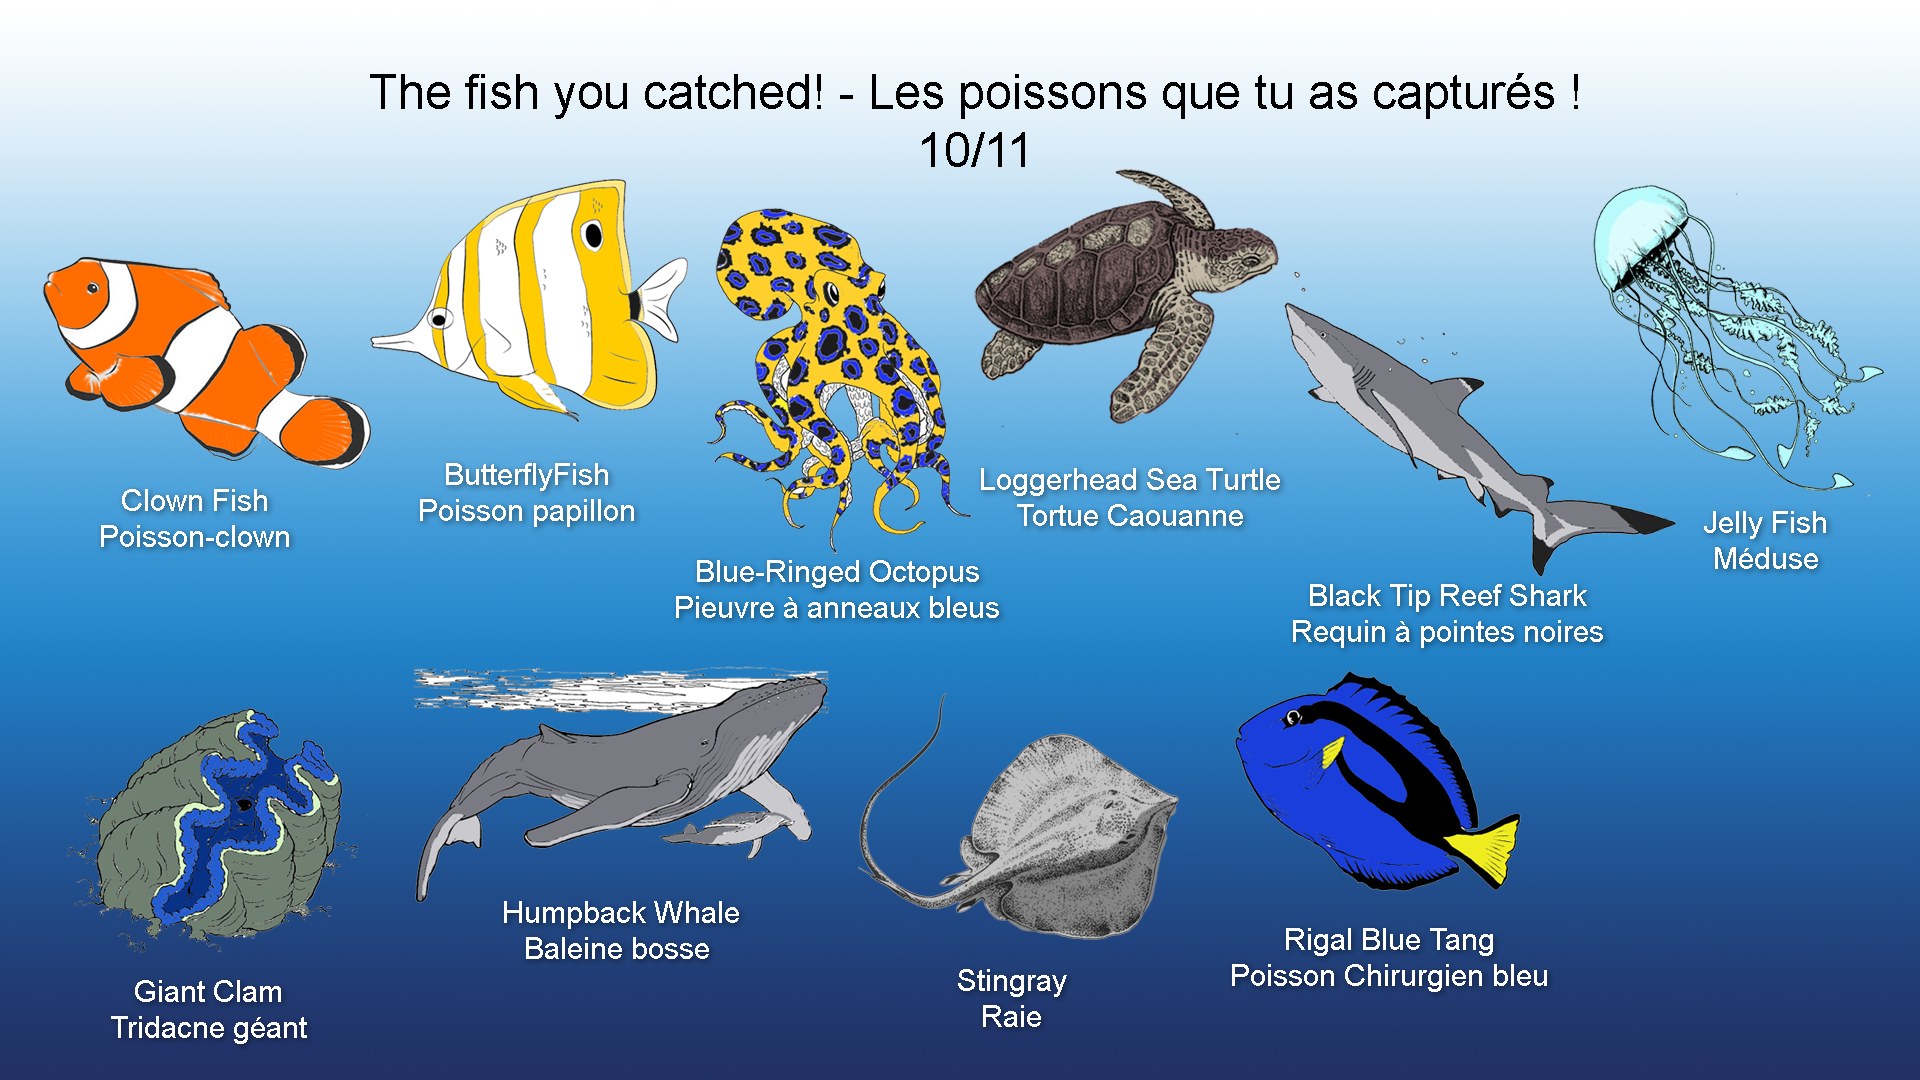 The fish you catched! - Les poissons que tu as capturés !
10/11
Clown Fish
Poisson-clown
ButterflyFish
Poisson papillon
Blue-Ringed Octopus
Pieuvre à anneaux bleus
Loggerhead Sea Turtle
Tortue Caouanne
Black Tip Reef Shark
Requin à pointes noires
Jelly Fish
Méduse
Giant Clam
Tridacne géant
Humpback Whale
Baleine bosse
Stingray
Raie
Rigal Blue Tang
Poisson Chirurgien bleu